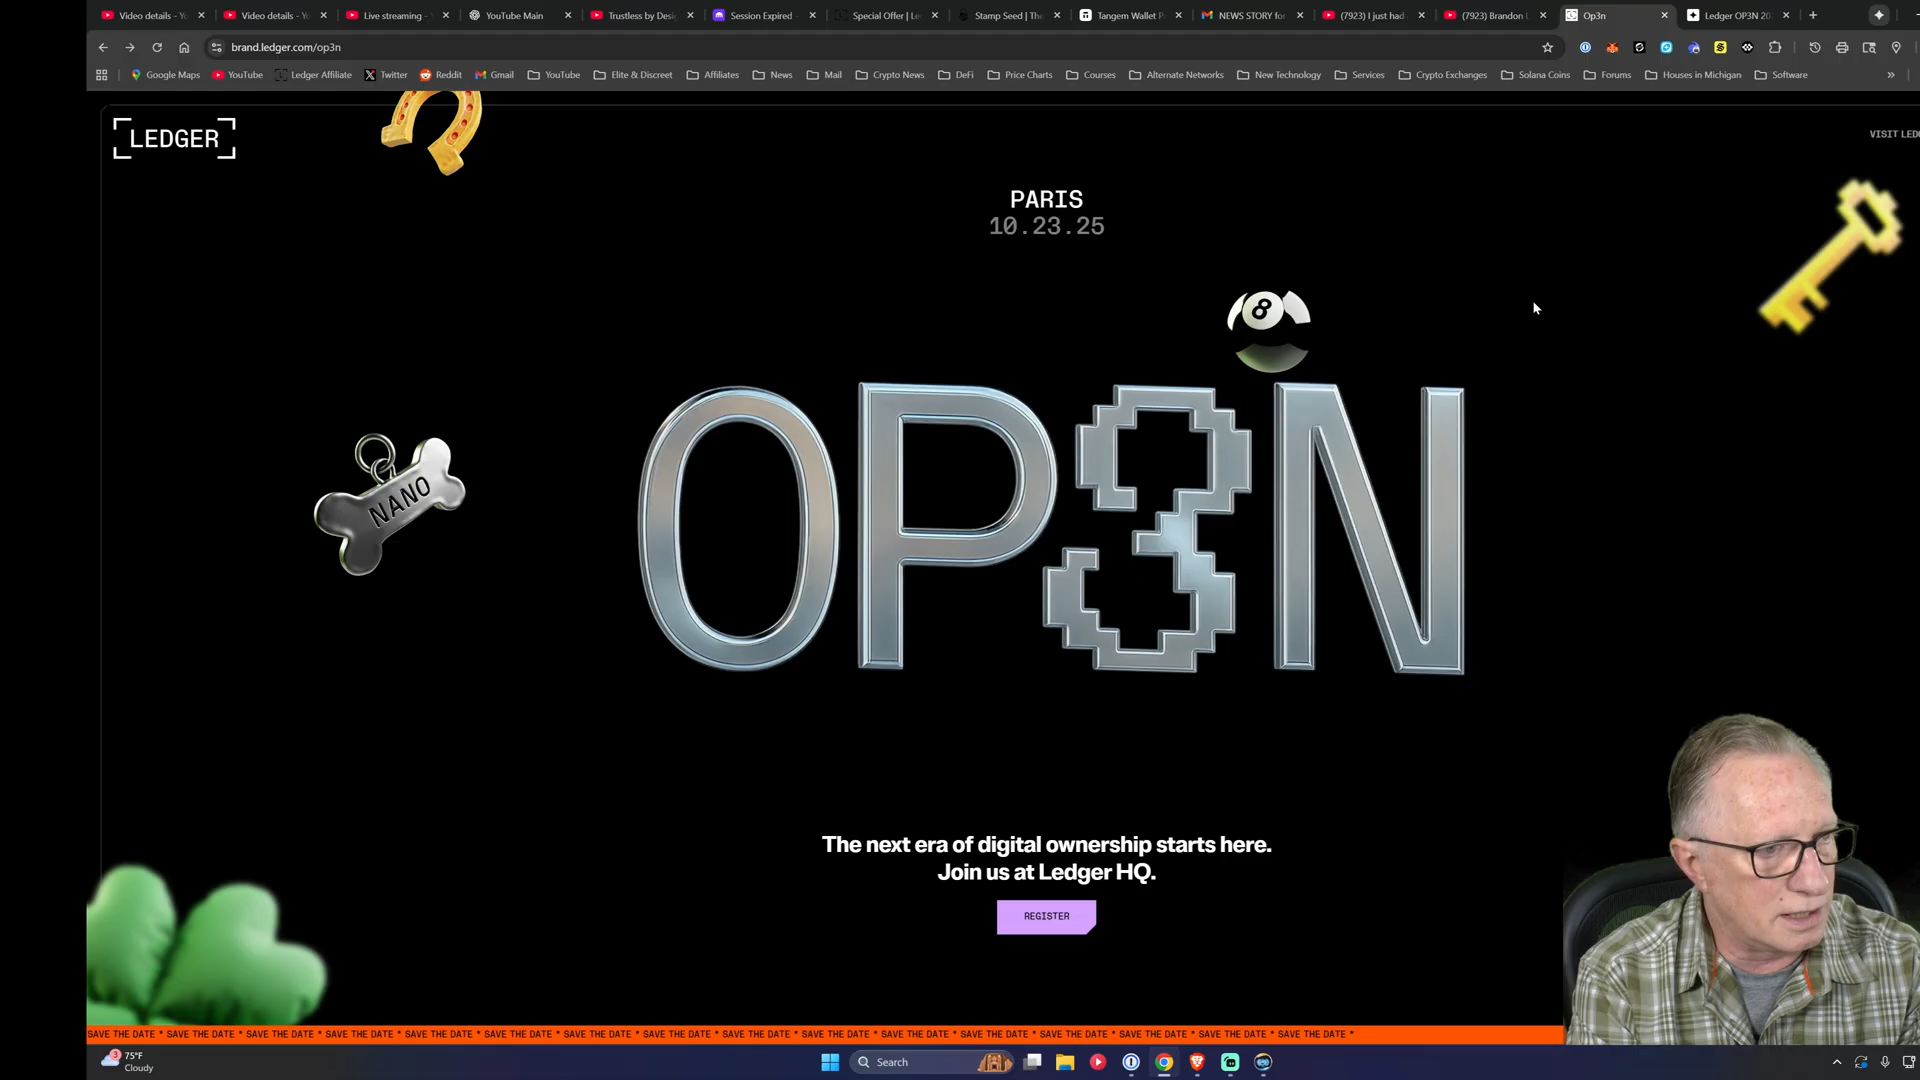 Video details - Yo
Video details - Yo
Live streaming - Y
YouTube Main
Trustless by Desig
Session Expired
Special Offer | Le
Stamp Seed | The
Tangem Wallet P
NEWS STORY for
(7923) I just had
(7923) Brandon L
Op3n
Ledger OP3N 20
brand.ledger.com/op3n
Google Maps
YouTube
Ledger Affiliate
Twitter
Reddit
Gmail
YouTube
Elite & Discreet
Affiliates
News
Mail
Crypto News
DeFi
Price Charts
Courses
Alternate Networks
New Technology
Services
Crypto Exchanges
Solana Coins
Forums
Houses in Michigan
Software
LEDGER
VISIT LED
PARIS
10.23.25
8
OP3N
NANO
The next era of digital ownership starts here.
Join us at Ledger HQ.
REGISTER
SAVE THE DATE * SAVE THE DATE * SAVE THE DATE * SAVE THE DATE * SAVE THE DATE * SAVE THE DATE * SAVE THE DATE * SAVE THE DATE * SAVE THE DATE * SAVE THE DATE * SAVE THE DATE * SAVE THE DATE * SAVE THE DATE * SAVE THE DATE * SAVE THE DATE * SAVE THE DATE *
3
75°F
Cloudy
Search